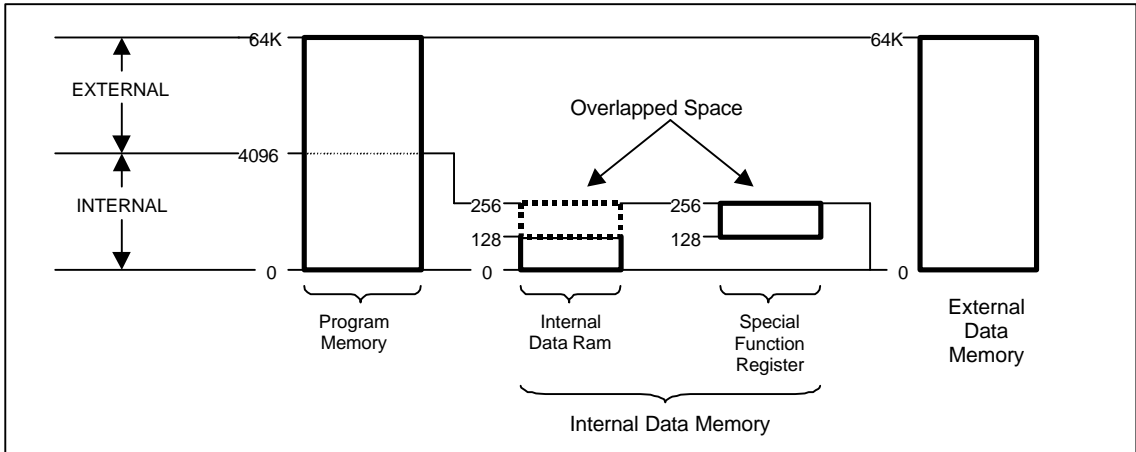 64K
64K
EXTERNAL
Overlapped Space
4096
INTERNAL
256
256
128
128
0
0
0
Program
Memory
Internal
Data Ram
Special
Function
Register
External
Data
Memory
Internal Data Memory